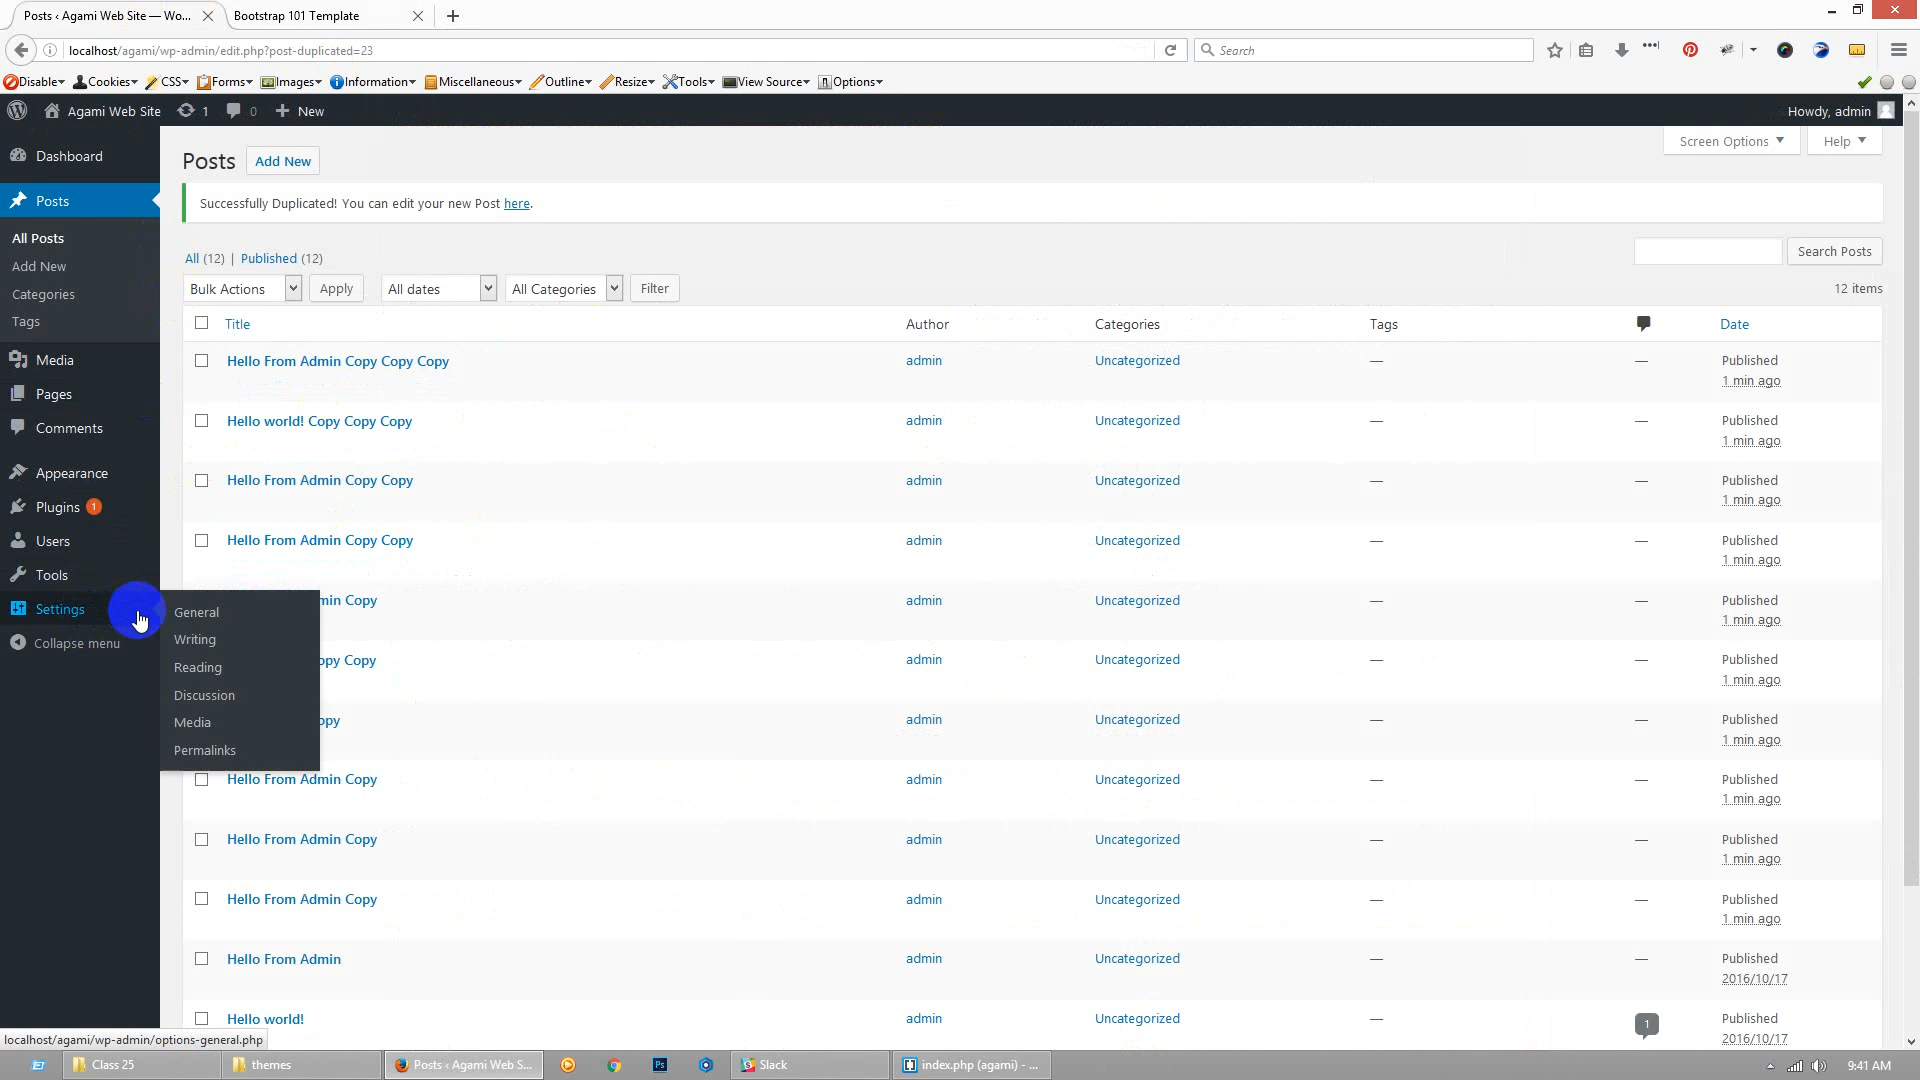 Posts ‹ Agami Web Site — Wo...
Bootstrap 101 Template
localhost/agami/wp-admin/edit.php?post-duplicated=23
Search
Disable
Cookies
CSS
Forms
Images
Information
Miscellaneous
Outline
Resize
Tools
View Source
Options
Agami Web Site
1
0
New
Howdy, admin
Dashboard
Posts
All Posts
Add New
Categories
Tags
Media
Pages
Comments
Appearance
Plugins 1
Users
Tools
Settings
Collapse menu
General
Writing
Reading
Discussion
Media
Permalinks
Posts Add New
Screen Options
Help
Successfully Duplicated! You can edit your new Post here.
All (12) | Published (12)
Search Posts
Bulk Actions
Apply
All dates
All Categories
Filter
12 items
Title Author Categories Tags Date
Hello From Admin Copy Copy Copy admin Uncategorized — — Published
1 min ago
Hello world! Copy Copy Copy admin Uncategorized — — Published
1 min ago
Hello From Admin Copy Copy admin Uncategorized — — Published
1 min ago
Hello From Admin Copy Copy admin Uncategorized — — Published
1 min ago
min Copy admin Uncategorized — — Published
1 min ago
opy Copy admin Uncategorized — — Published
1 min ago
opy admin Uncategorized — — Published
1 min ago
Hello From Admin Copy admin Uncategorized — — Published
1 min ago
Hello From Admin Copy admin Uncategorized — — Published
1 min ago
Hello From Admin Copy admin Uncategorized — — Published
1 min ago
Hello From Admin admin Uncategorized — — Published
2016/10/17
Hello world! admin Uncategorized — 1 Published
2016/10/17
localhost/agami/wp-admin/options-general.php
Class 25
themes
Posts ‹ Agami Web S...
Ps
Slack
index.php (agami) - ...
9:41 AM